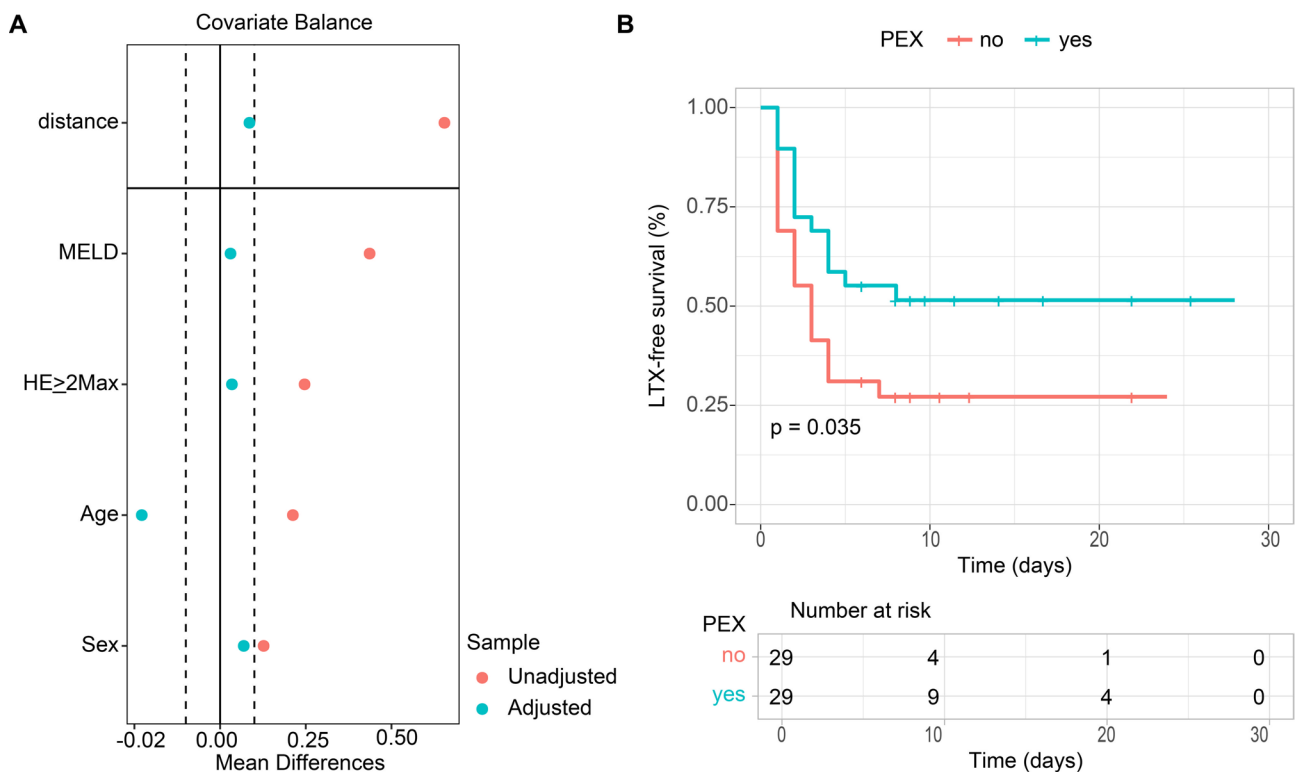 A
Covariate Balance
distance
MELD
HE≥2Max
Age
Sex
Sample
Unadjusted
Adjusted
-0.02 0.00 0.25 0.50
Mean Differences
B
PEX no yes
1.00
0.75
0.50
0.25
0.00
LTX-free survival (%)
p = 0.035
0 10 20 30
Time (days)
Number at risk
PEX
no 29 4 1 0
yes 29 9 4 0
0 10 20 30
Time (days)